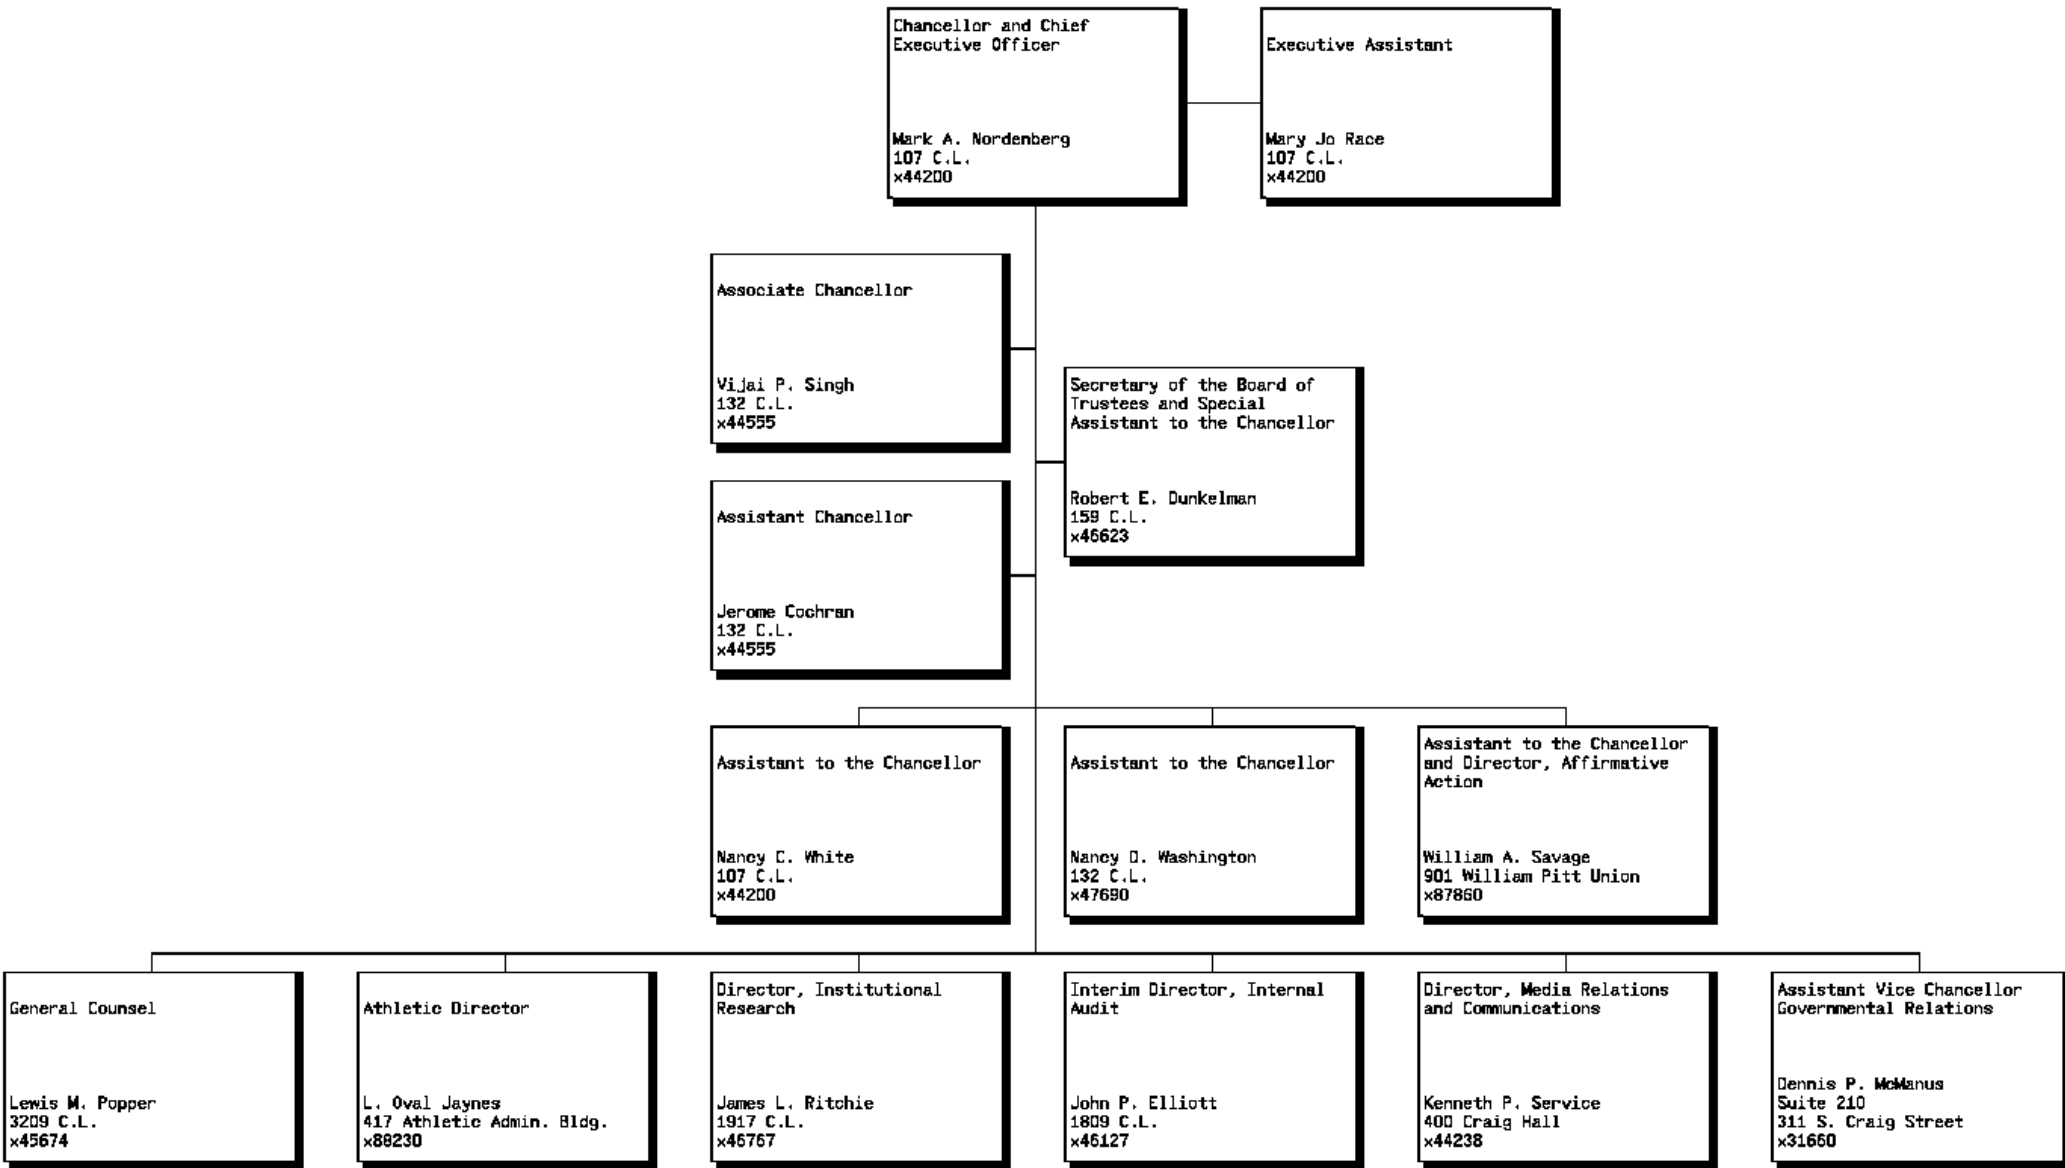 Chancellor and Chief
Executive Officer
Mark A. Nordenberg
107 C.L.
x44200
Executive Assistant
Mary Jo Race
107 C.L.
x44200
Associate Chancellor
Vijai P. Singh
132 C.L.
x44555
Secretary of the Board of
Trustees and Special
Assistant to the Chancellor
Robert E. Dunkelman
159 C.L.
x46623
Assistant Chancellor
Jerome Cochran
132 C.L.
x44555
Assistant to the Chancellor
Nancy C. White
107 C.L.
x44200
Assistant to the Chancellor
Nancy D. Washington
132 C.L.
x47690
Assistant to the Chancellor
and Director, Affirmative
Action
William A. Savage
901 William Pitt Union
x87860
General Counsel
Lewis M. Popper
3209 C.L.
x45674
Athletic Director
L. Oval Jaynes
417 Athletic Admin. Bldg.
x88230
Director, Institutional
Research
James L. Ritchie
1917 C.L.
x46767
Interim Director, Internal
Audit
John P. Elliott
1809 C.L.
x46127
Director, Media Relations
and Communications
Kenneth P. Service
400 Craig Hall
x44238
Assistant Vice Chancellor
Governmental Relations
Dennis P. McManus
Suite 210
311 S. Craig Street
x31660